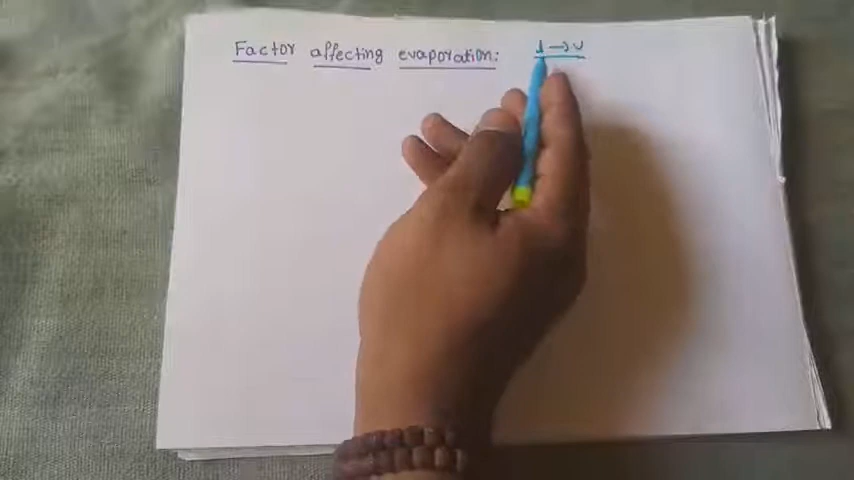 Factor affecting evaporation: l → v